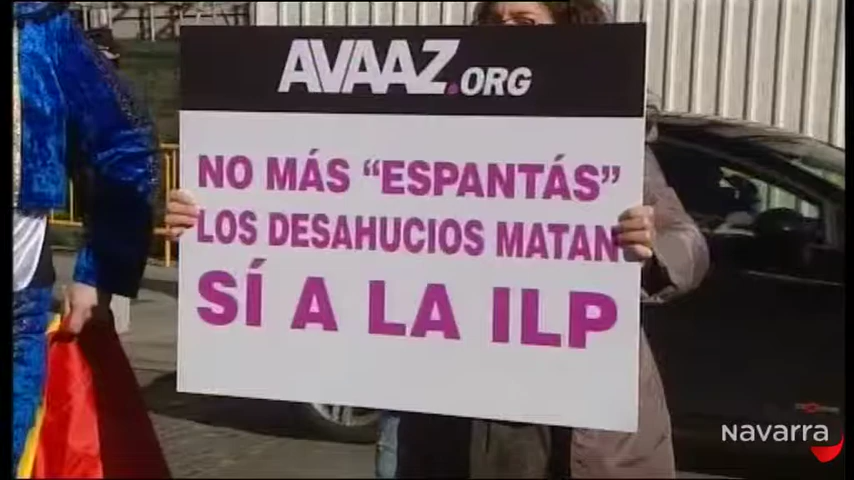 AVAAZ.ORG
NO MÁS “ESPANTÁS”
LOS DESAHUCIOS MATAN
SÍ A LA ILP
NAVARRA